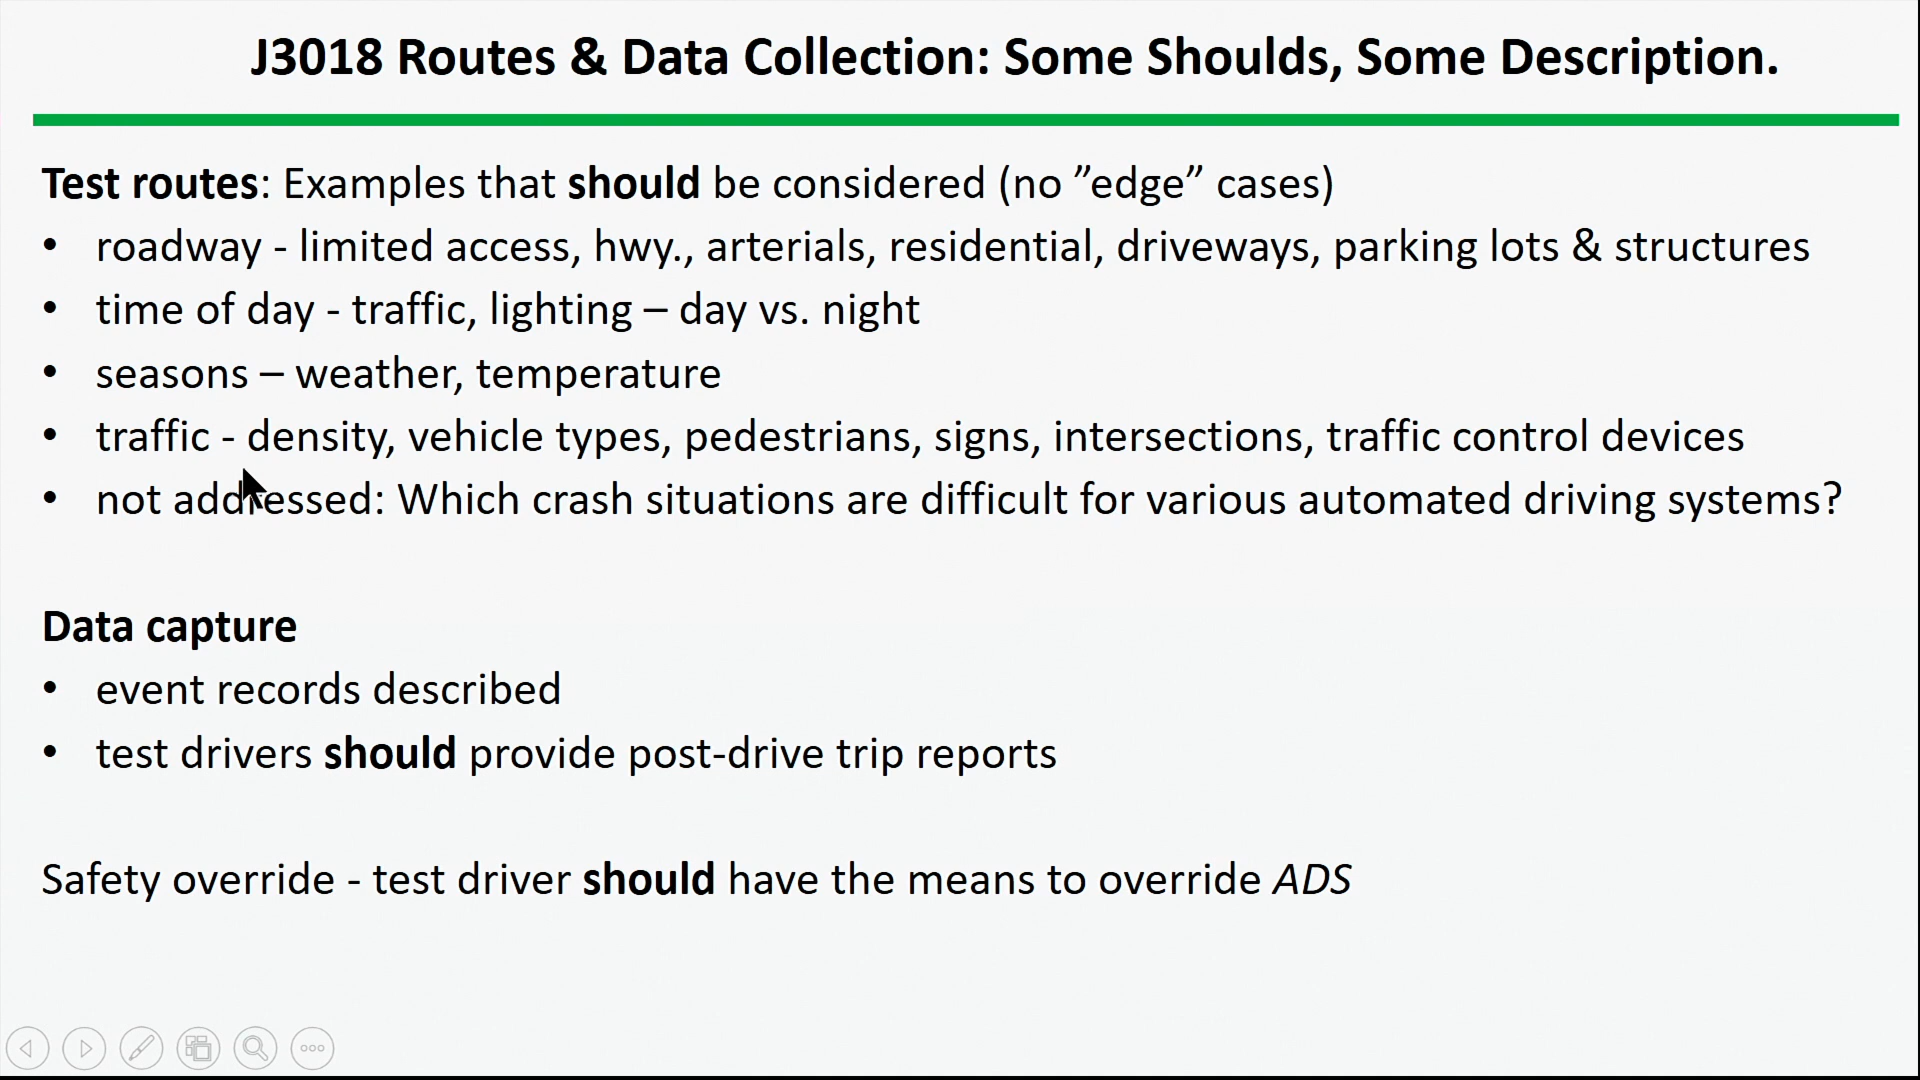 J3018 Routes & Data Collection: Some Shoulds, Some Description.
Test routes: Examples that should be considered (no ”edge” cases)
• roadway - limited access, hwy., arterials, residential, driveways, parking lots & structures
• time of day - traffic, lighting – day vs. night
• seasons – weather, temperature
• traffic - density, vehicle types, pedestrians, signs, intersections, traffic control devices
• not addressed: Which crash situations are difficult for various automated driving systems?
Data capture
• event records described
• test drivers should provide post-drive trip reports
Safety override - test driver should have the means to override ADS